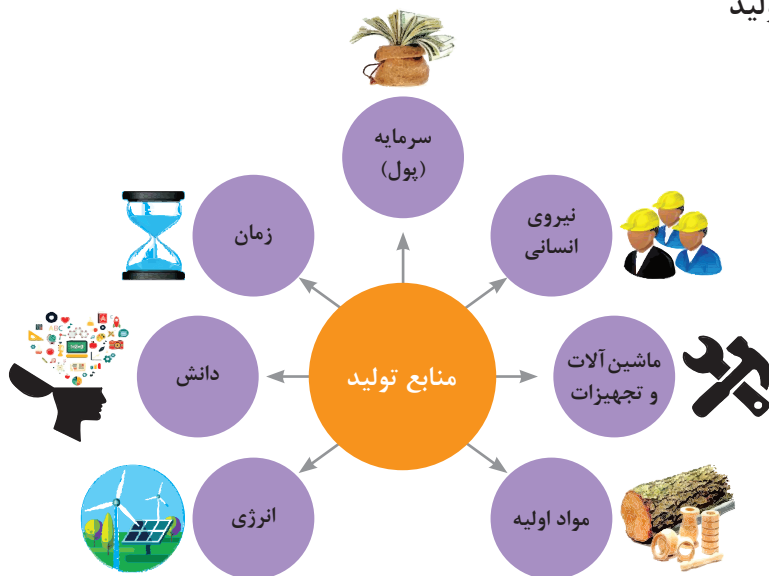 سرمایه
(پول)
نیروی
انسانی
ماشین‌آلات
و تجهیزات
مواد اولیه
انرژی
دانش
زمان
منابع تولید